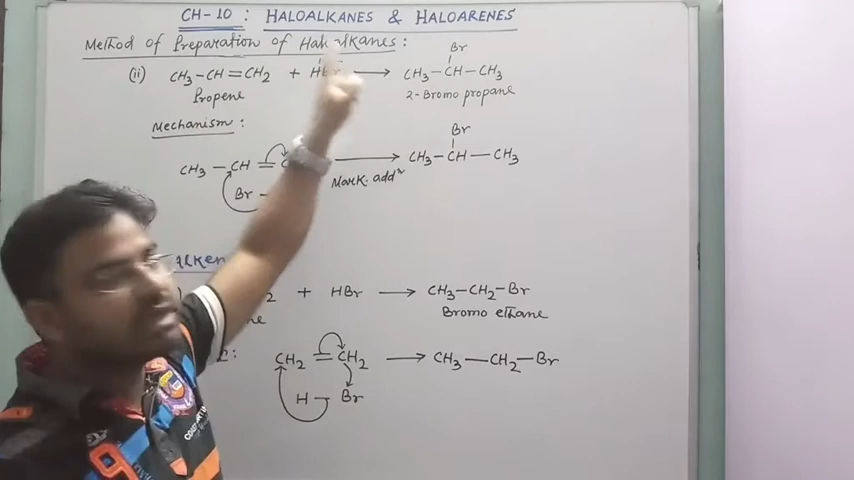 CH-10 : HALOALKANES & HALOARENES
Method of Preparation of Haloalkanes :
(ii) CH3-CH=CH2 + HBr → CH3-CH-CH3
Br
Propene 2-Bromo propane
Mechanism :
CH3-CH= → CH3-CH-CH3
Br
Br- Mark. addn
+ HBr → CH3-CH2-Br
Bromo ethane
CH2=CH2 → CH3-CH2-Br
H-Br